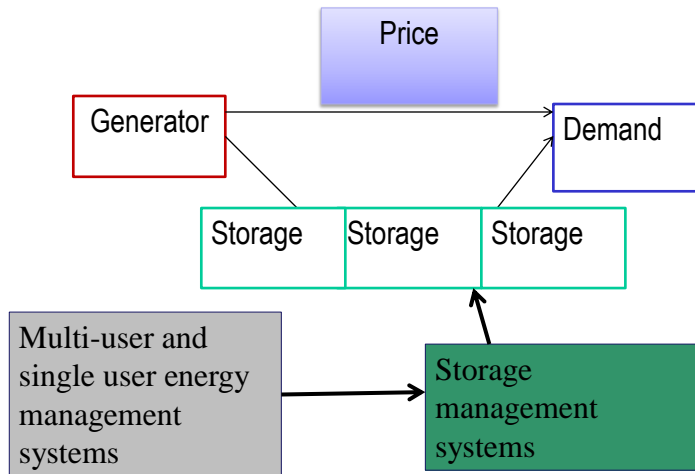 Price
Generator
Demand
Storage
Storage
Storage
Multi-user and
single user energy
management
systems
Storage
management
systems